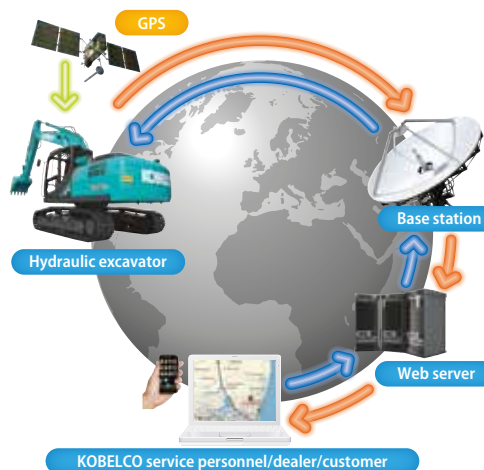 GPS
Base station
Hydraulic excavator
Web server
KOBELCO service personnel/dealer/customer